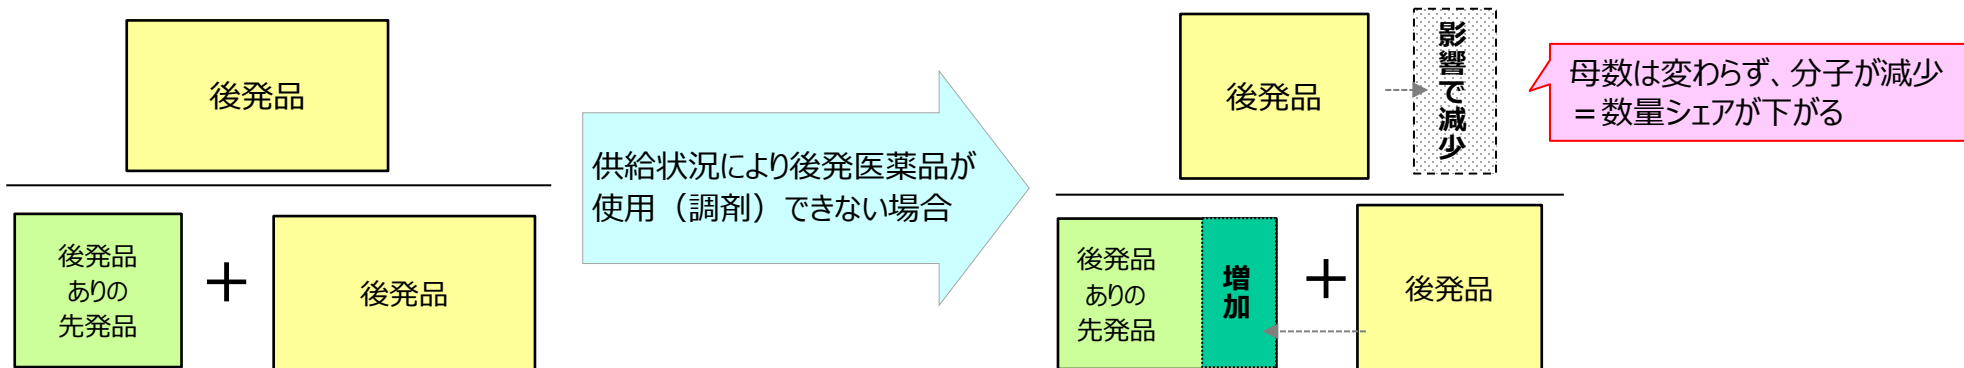 後発品
後発品
ありの
先発品
+
後発品
供給状況により後発医薬品が
使用（調剤）できない場合
後発品
影響で減少
母数は変わらず、分子が減少
＝数量シェアが下がる
後発品
ありの
先発品
増加
+
後発品